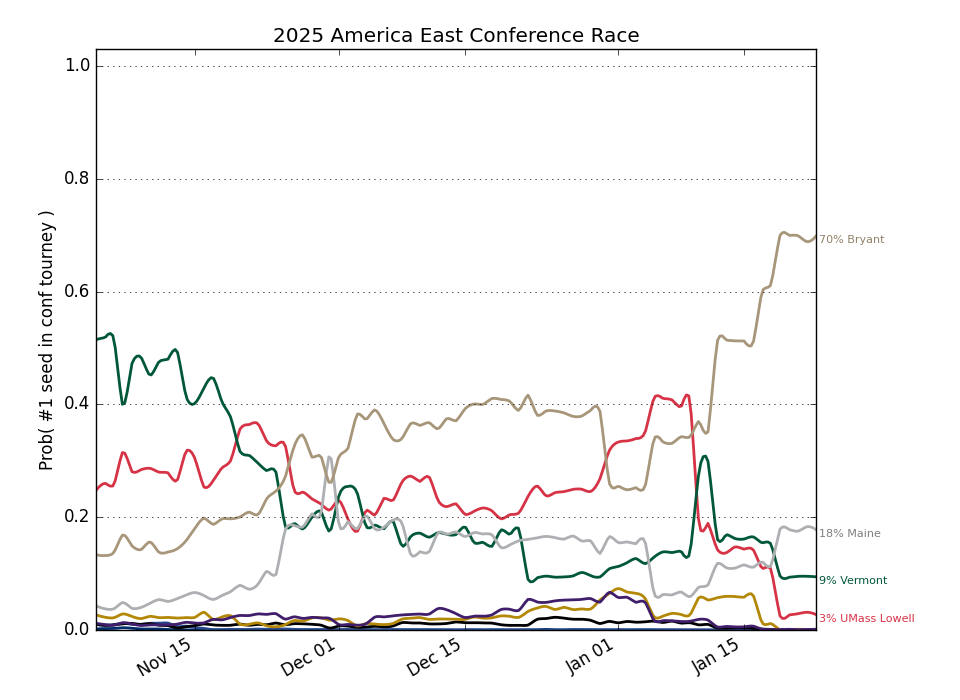 2025 America East Conference Race
Prob( #1 seed in conf tourney )
1.0
0.8
0.6
0.4
0.2
0.0
70% Bryant
18% Maine
9% Vermont
3% UMass Lowell
Nov 15
Dec 01
Dec 15
Jan 01
Jan 15